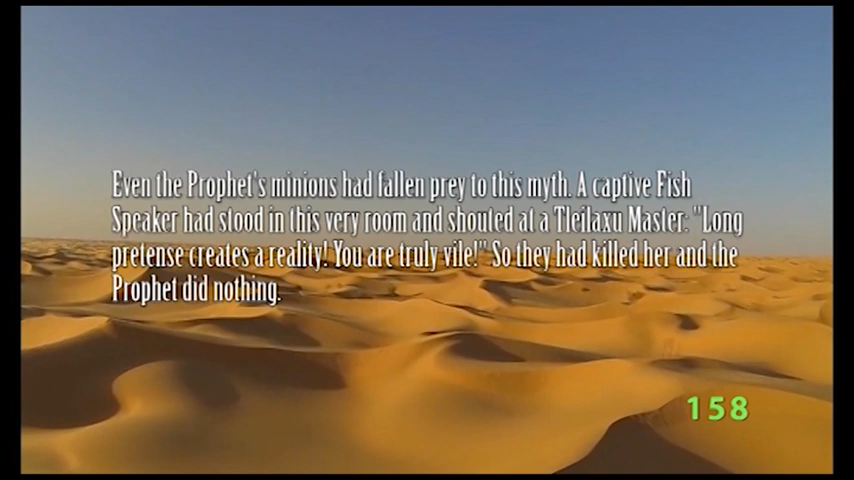 Even the Prophet's minions had fallen prey to this myth. A captive Fish
Speaker had stood in this very room and shouted at a Tleilaxu Master: "Long
pretense creates a reality! You are truly vile!" So they had killed her and the
Prophet did nothing.
158